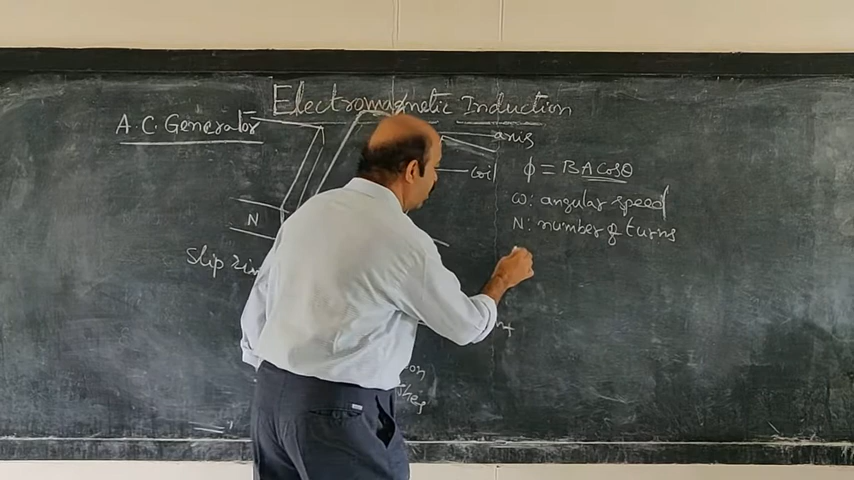 Electromagnetic Induction
A.C Generator
axis
coil
ϕ = BA Cosθ
ω: angular speed
N: number of turns
N
Slip